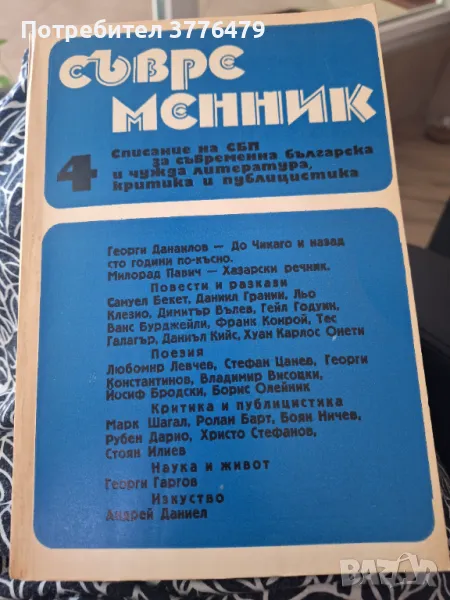 Потребител 3776479
СЪВРЕ
МЕННИК
4
Списание на СБП
за съвременна българска
и чужда литература,
критика и публицистика
Георги Данаилов — До Чикаго и назад
сто години по-късно.
Милорад Павич — Хазарски речник.
Повести и разкази
Самуел Бекет, Даниил Гранин, Льо
Клезио, Димитър Вълев, Гейл Годуин,
Ванс Бурджейли, Франк Конрой, Тес
Галагър, Данил Кийс, Хуан Карлос Онети
Поезия
Любомир Левчев, Стефан Цанев, Георги
Константинов, Владимир Висоцки,
Йосиф Бродски, Борис Олейник
Критика и публицистика
Марк Шагал, Ролан Барт, Боян Ничев,
Рубен Дарио, Христо Стефанов,
Стоян Илиев
Наука и живот
Георги Гаргов
Изкуство
Андрей Даниел
BAZAR
bg